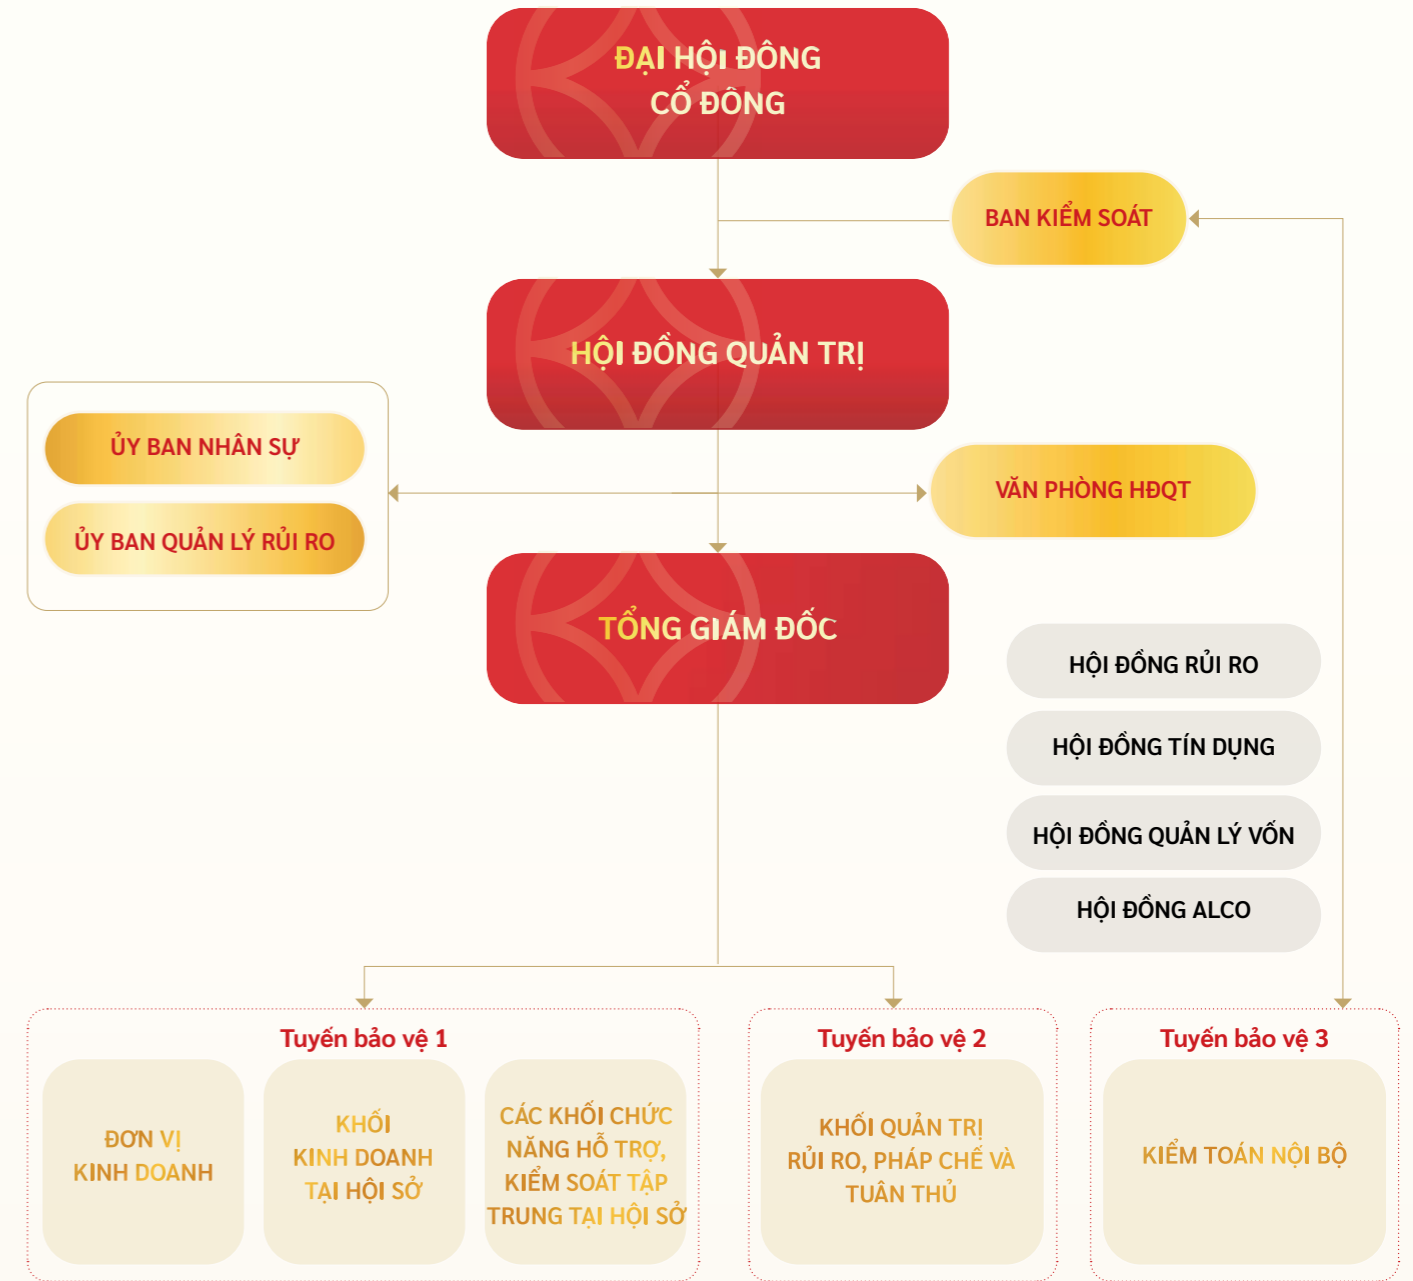 ĐẠI HỘI ĐÔNG
CỔ ĐÔNG
BAN KIỂM SOÁT
HỘI ĐỒNG QUẢN TRỊ
ỦY BAN NHÂN SỰ
ỦY BAN QUẢN LÝ RỦI RO
VĂN PHÒNG HĐQT
TỔNG GIÁM ĐỐC
HỘI ĐỒNG RỦI RO
HỘI ĐỒNG TÍN DỤNG
HỘI ĐỒNG QUẢN LÝ VỐN
HỘI ĐỒNG ALCO
Tuyến bảo vệ 1
ĐƠN VỊ
KINH DOANH
KHỐI
KINH DOANH
TẠI HỘI SỞ
CÁC KHỐI CHỨC
NĂNG HỖ TRỢ,
KIỂM SOÁT TẬP
TRUNG TẠI HỘI SỞ
Tuyến bảo vệ 2
KHỐI QUẢN TRỊ
RỦI RO, PHÁP CHẾ VÀ
TUÂN THỦ
Tuyến bảo vệ 3
KIỂM TOÁN NỘI BỘ